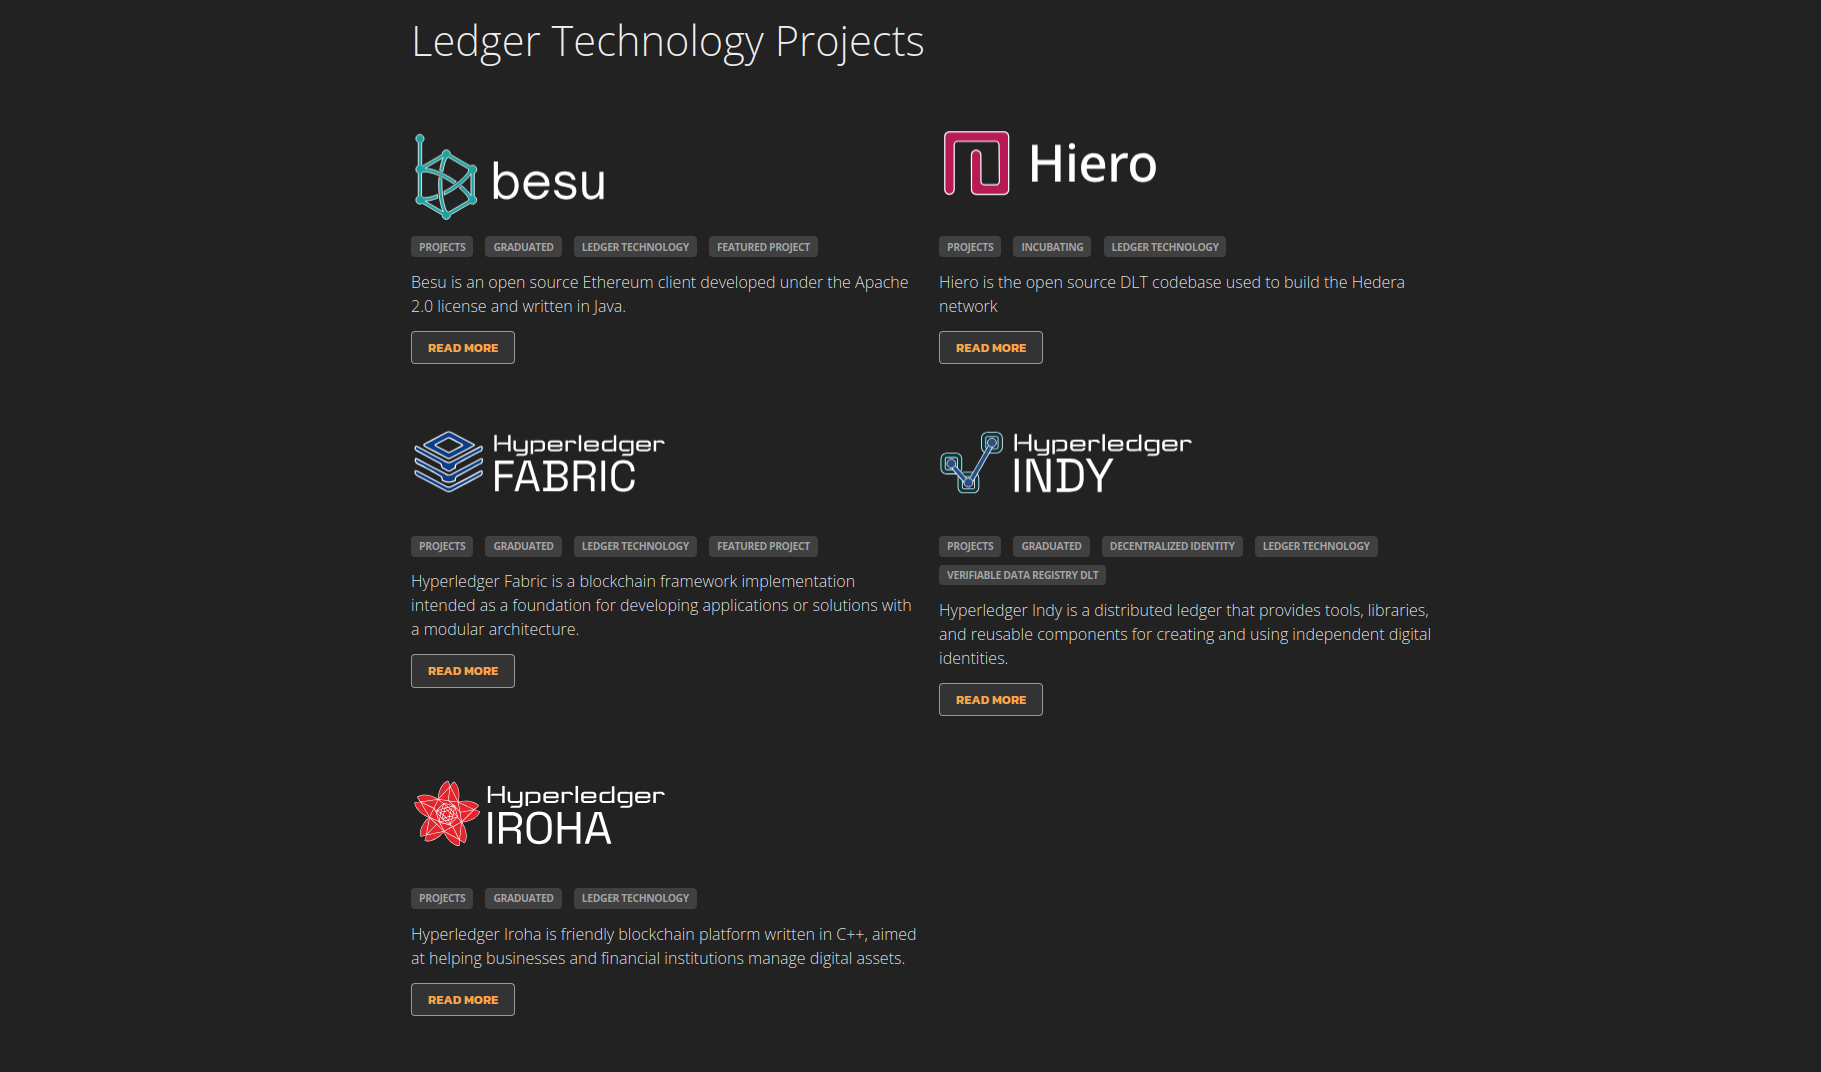 Ledger Technology Projects
besu
PROJECTS GRADUATED LEDGER TECHNOLOGY FEATURED PROJECT
Besu is an open source Ethereum client developed under the Apache
2.0 license and written in Java.
READ MORE
Hiero
PROJECTS INCUBATING LEDGER TECHNOLOGY
Hiero is the open source DLT codebase used to build the Hedera
network
READ MORE
Hyperledger
FABRIC
PROJECTS GRADUATED LEDGER TECHNOLOGY FEATURED PROJECT
Hyperledger Fabric is a blockchain framework implementation
intended as a foundation for developing applications or solutions with
a modular architecture.
READ MORE
Hyperledger
INDY
PROJECTS GRADUATED DECENTRALIZED IDENTITY LEDGER TECHNOLOGY
VERIFIABLE DATA REGISTRY DLT
Hyperledger Indy is a distributed ledger that provides tools, libraries,
and reusable components for creating and using independent digital
identities.
READ MORE
Hyperledger
IROHA
PROJECTS GRADUATED LEDGER TECHNOLOGY
Hyperledger Iroha is friendly blockchain platform written in C++, aimed
at helping businesses and financial institutions manage digital assets.
READ MORE